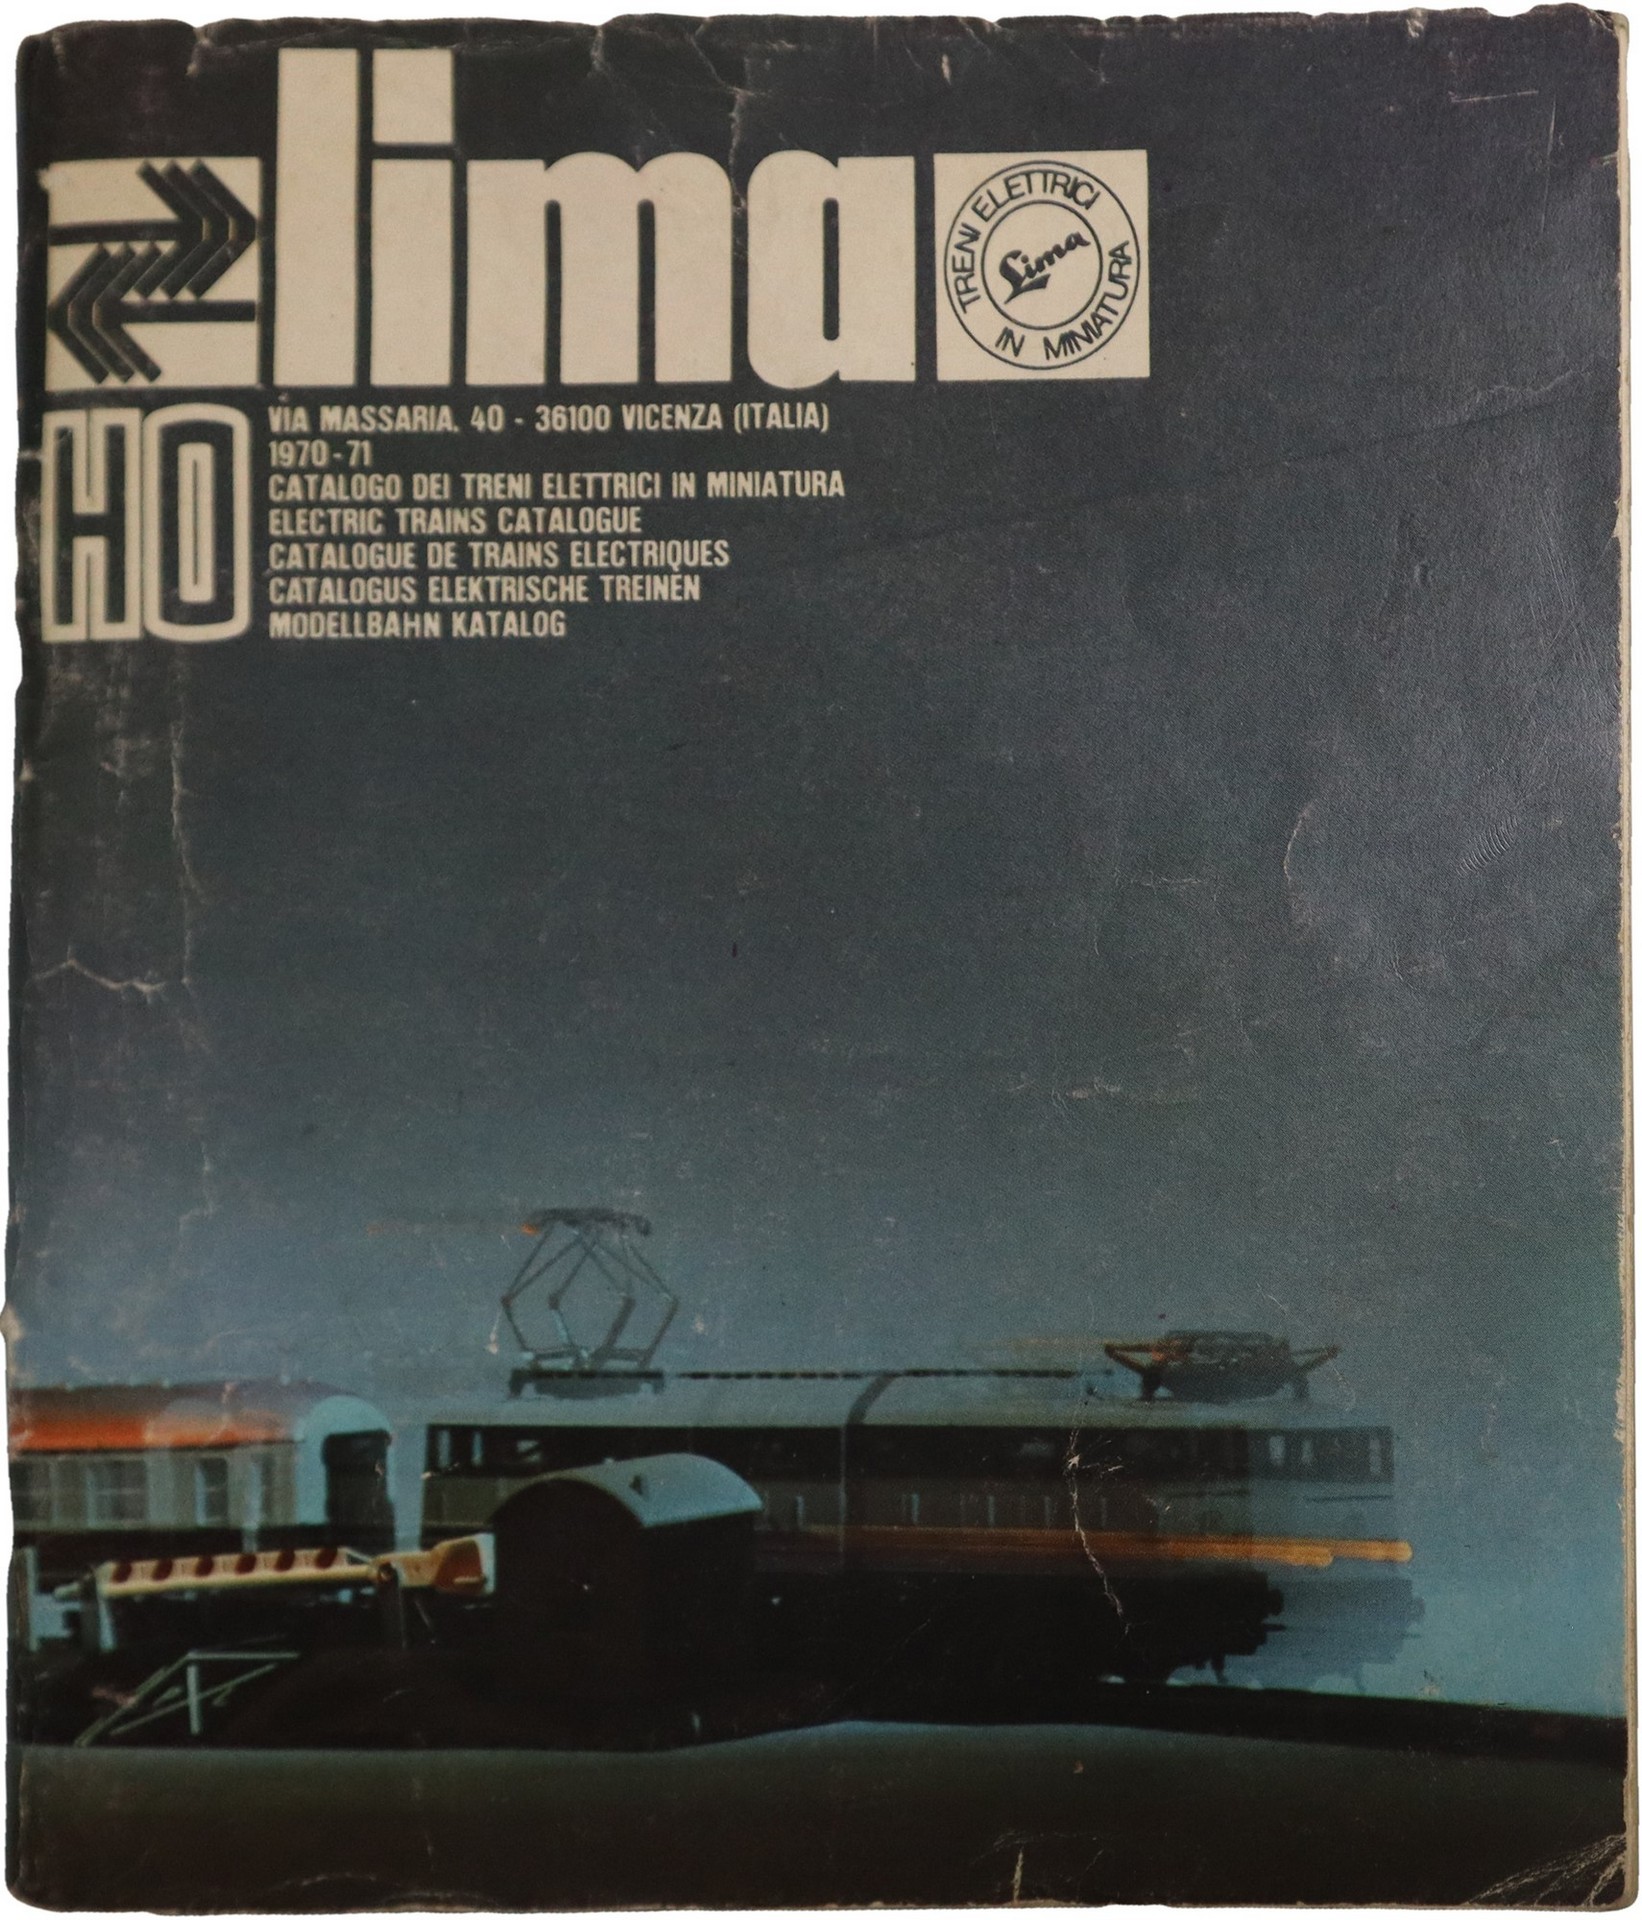 lima
TRENI ELETTRICI IN MINIATURA
Lima
HO
VIA MASSARIA, 40 - 36100 VICENZA (ITALIA)
1970-71
CATALOGO DEI TRENI ELETTRICI IN MINIATURA
ELECTRIC TRAINS CATALOGUE
CATALOGUE DE TRAINS ELECTRIQUES
CATALOGUS ELEKTRISCHE TREINEN
MODELLBAHN KATALOG